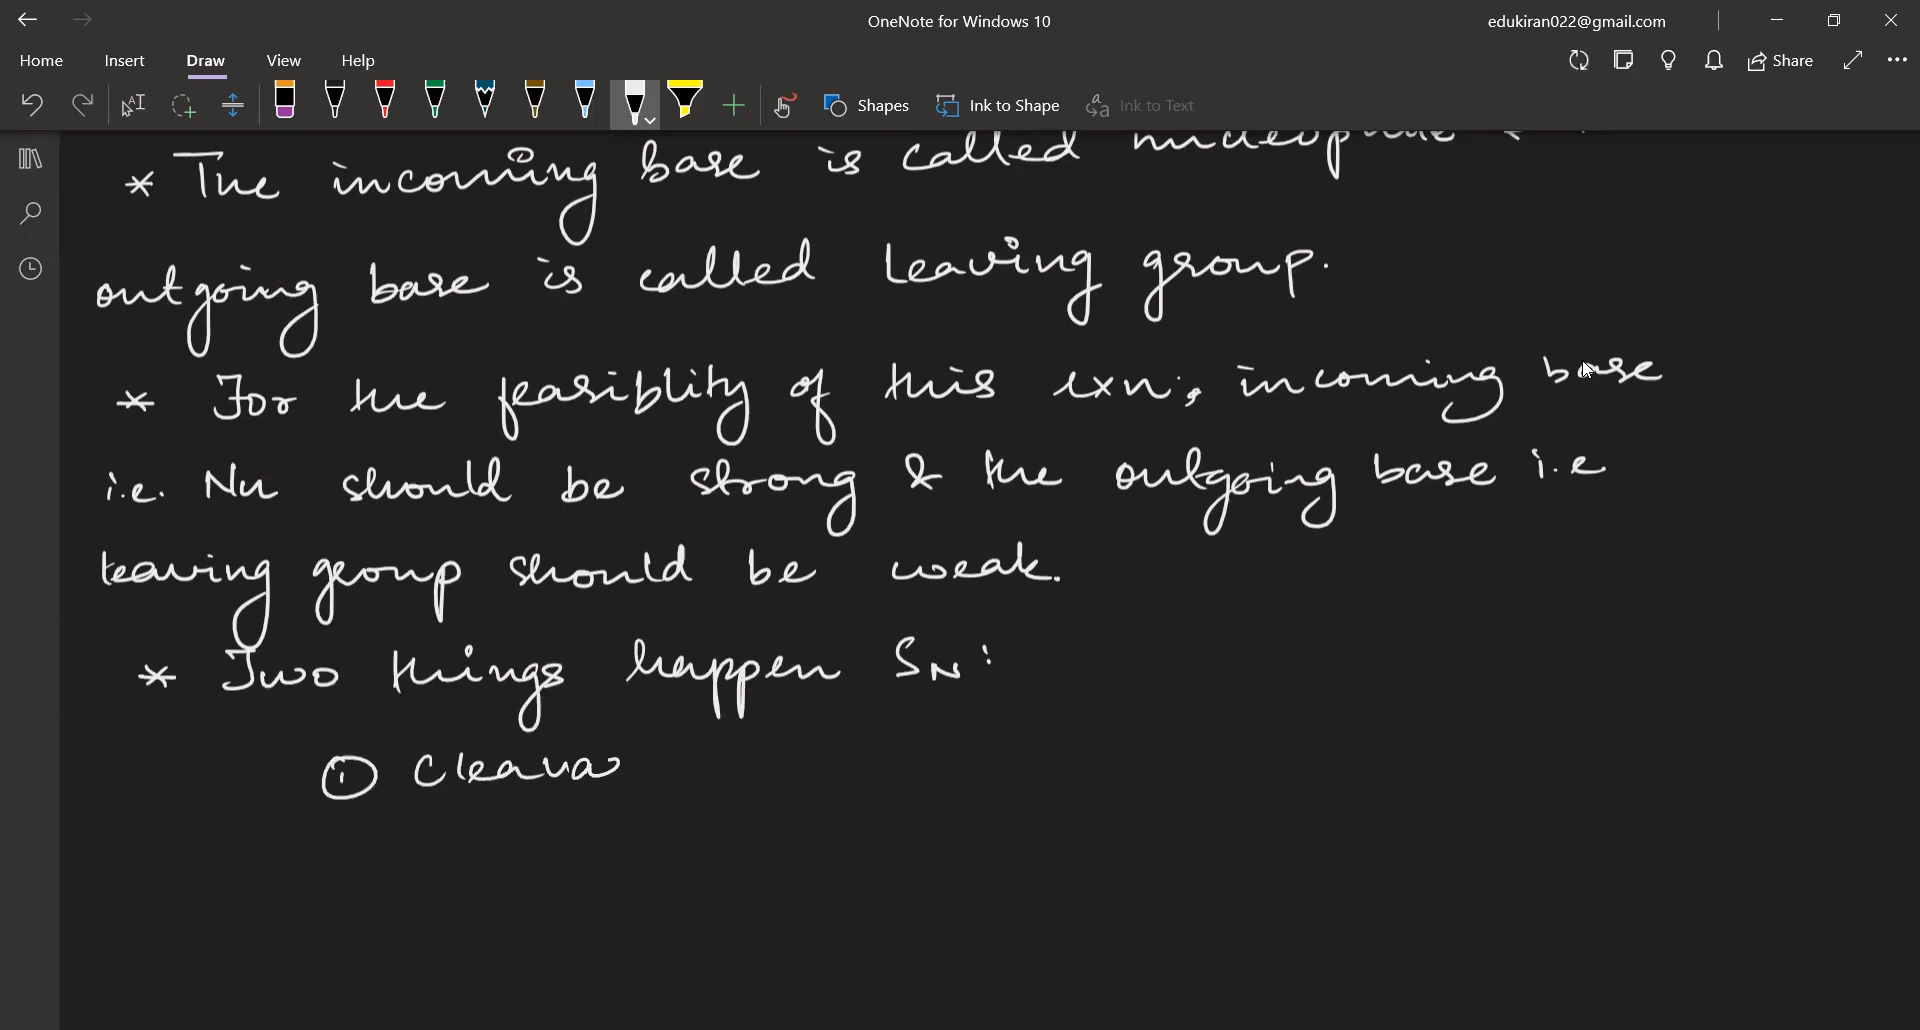 OneNote for Windows 10
edukiran022@gmail.com
Home Insert Draw View Help
Share
Shapes Ink to Shape Ink to Text
* The incoming base is called nucleophile &
outgoing base is called leaving group.
* For the feasiblity of this rxn; incoming base
i.e. Nu should be strong & the outgoing base i.e
leaving group should be weak.
* Two things happen SN:
① Cleava